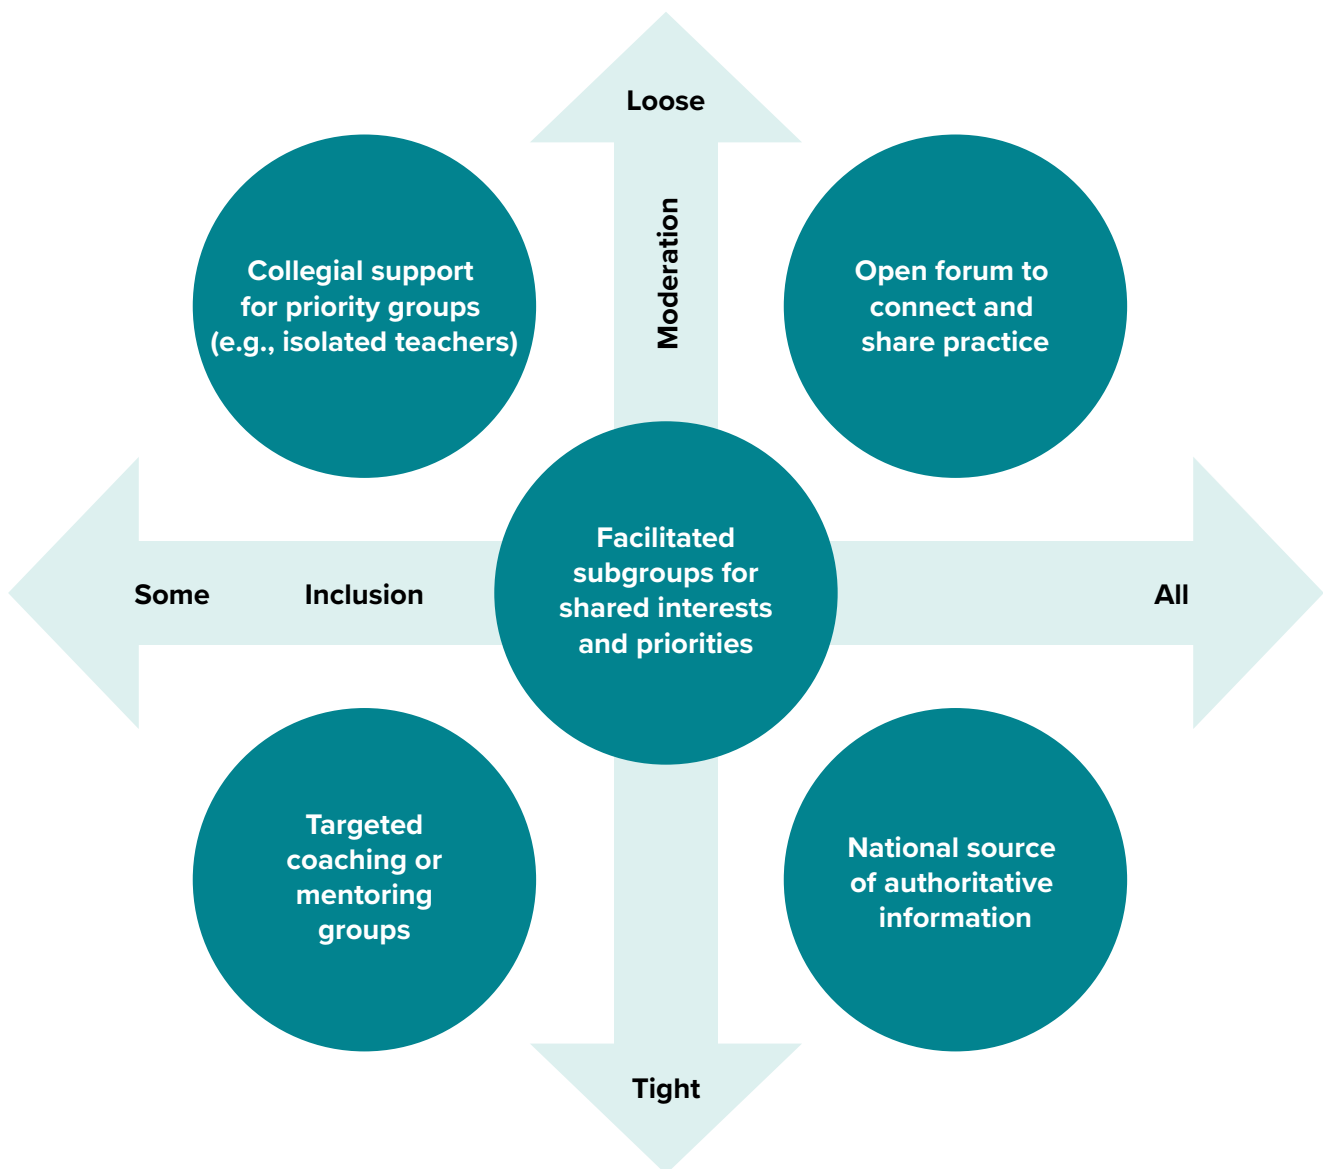 Loose
Moderation
Collegial support
for priority groups
(e.g., isolated teachers)
Open forum to
connect and
share practice
Facilitated
subgroups for
shared interests
and priorities
Some
Inclusion
All
Targeted
coaching or
mentoring
groups
National source
of authoritative
information
Tight